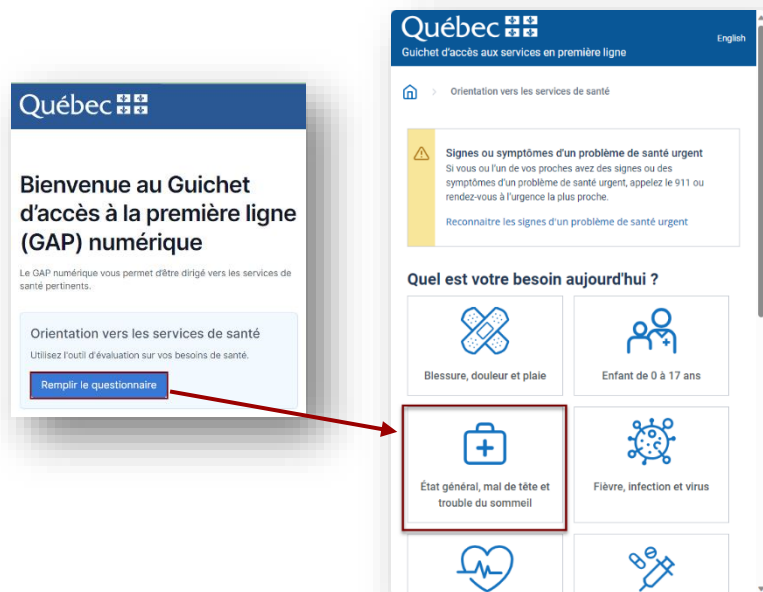 Québec
Bienvenue au Guichet
d'accès à la première ligne
(GAP) numérique
Le GAP numérique vous permet d'être dirigé vers les services de
santé pertinents.
Orientation vers les services de santé
Utilisez l'outil d'évaluation sur vos besoins de santé.
Remplir le questionnaire
Québec
English
Guichet d'accès aux services en première ligne
Orientation vers les services de santé
Signes ou symptômes d'un problème de santé urgent
Si vous ou l'un de vos proches avez des signes ou des
symptômes d'un problème de santé urgent, appelez le 911 ou
rendez-vous à l'urgence la plus proche.
Reconnaitre les signes d'un problème de santé urgent
Quel est votre besoin aujourd'hui ?
Blessure, douleur et plaie
Enfant de 0 à 17 ans
État général, mal de tête et
trouble du sommeil
Fièvre, infection et virus